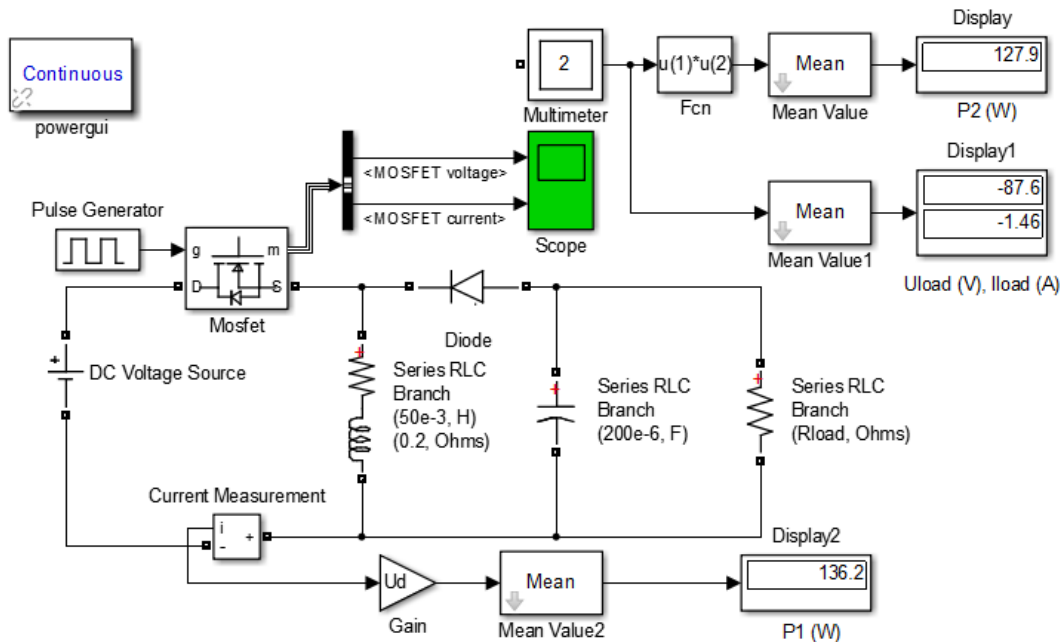 Continuous
powergui
2
Multimeter
u(1)*u(2)
Fcn
Mean
Mean Value
Display
127.9
P2 (W)
Display1
-87.6
-1.46
Uload (V), Iload (A)
Mean
Mean Value1
<MOSFET voltage>
<MOSFET current>
Scope
Pulse Generator
g
m
D
S
Mosfet
Diode
+
DC Voltage Source
+
Series RLC
Branch
(50e-3, H)
(0.2, Ohms)
+
Series RLC
Branch
(200e-6, F)
+
Series RLC
Branch
(Rload, Ohms)
Current Measurement
i
+
-
Ud
Gain
Mean
Mean Value2
Display2
136.2
P1 (W)